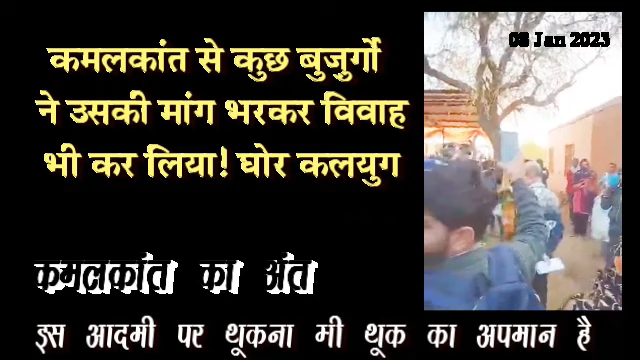 कमलकांत से कुछ बुजुर्गो
ने उसकी मांग भरकर विवाह
भी कर लिया! घोर कलयुग
08 Jan 2023
कमलकांत का अंत
इस आदमी पर थूकना भी थूक का अपमान है